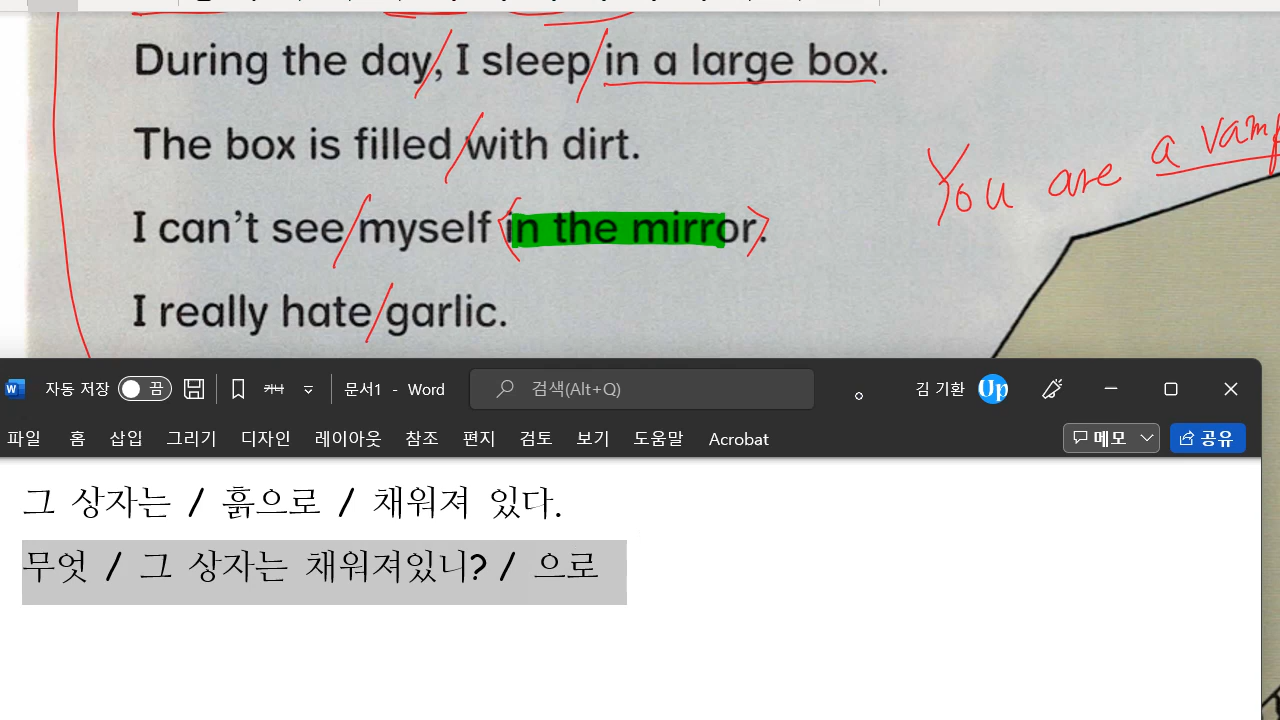 During the day, I sleep in a large box.
The box is filled with dirt.
You are a vamp
I can't see myself in the mirror.
I really hate garlic.
자동 저장 끔 가나 문서1 - Word 검색(Alt+Q) 김 기환 Up
파일 홈 삽입 그리기 디자인 레이아웃 참조 편지 검토 보기 도움말 Acrobat 메모 공유
그 상자는 / 흙으로 / 채워져 있다.
무엇 / 그 상자는 채워져있니? / 으로